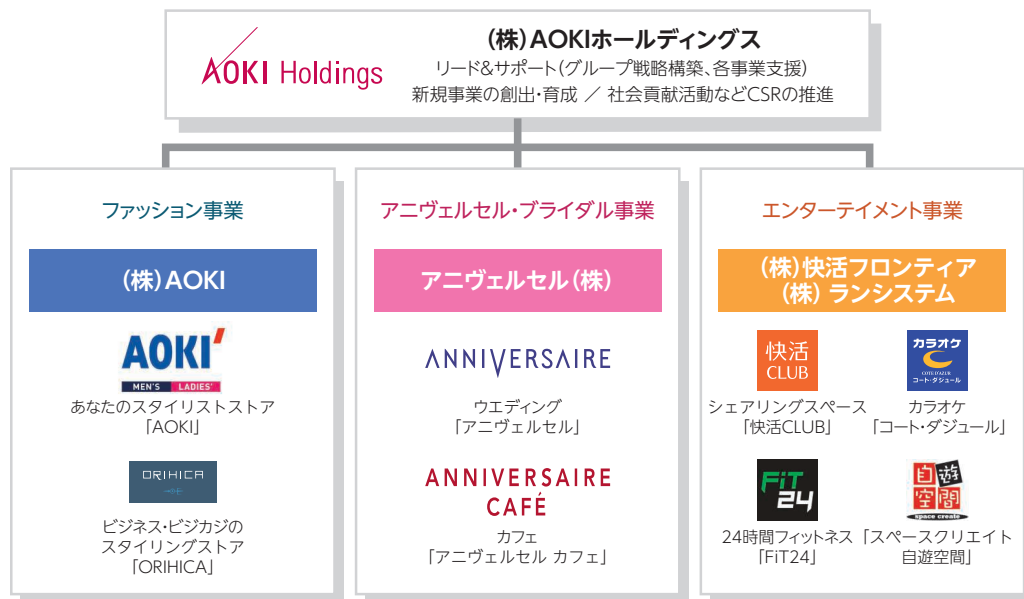 AOKI Holdings
(株)AOKIホールディングス
リード&サポート(グループ戦略構築、各事業支援)
新規事業の創出・育成 / 社会貢献活動などCSRの推進
ファッション事業
(株)AOKI
AOKI'
MEN'S LADIES'
あなたのスタイリストストア
「AOKI」
ORIHICA
ビジネス・ビジカジの
スタイリングストア
「ORIHICA」
アニヴェルセル・ブライダル事業
アニヴェルセル(株)
ANNIVERSAIRE
ウエディング
「アニヴェルセル」
ANNIVERSAIRE
CAFÉ
カフェ
「アニヴェルセル カフェ」
エンターテイメント事業
(株)快活フロンティア
(株) ランシステム
快活
CLUB
シェアリングスペース
「快活CLUB」
カラオケ
COTE D'AZUR
コート・ダジュール
カラオケ
「コート・ダジュール」
FiT
24
24時間フィットネス
「FiT24」
自遊
空間
space create
「スペースクリエイト
自遊空間」